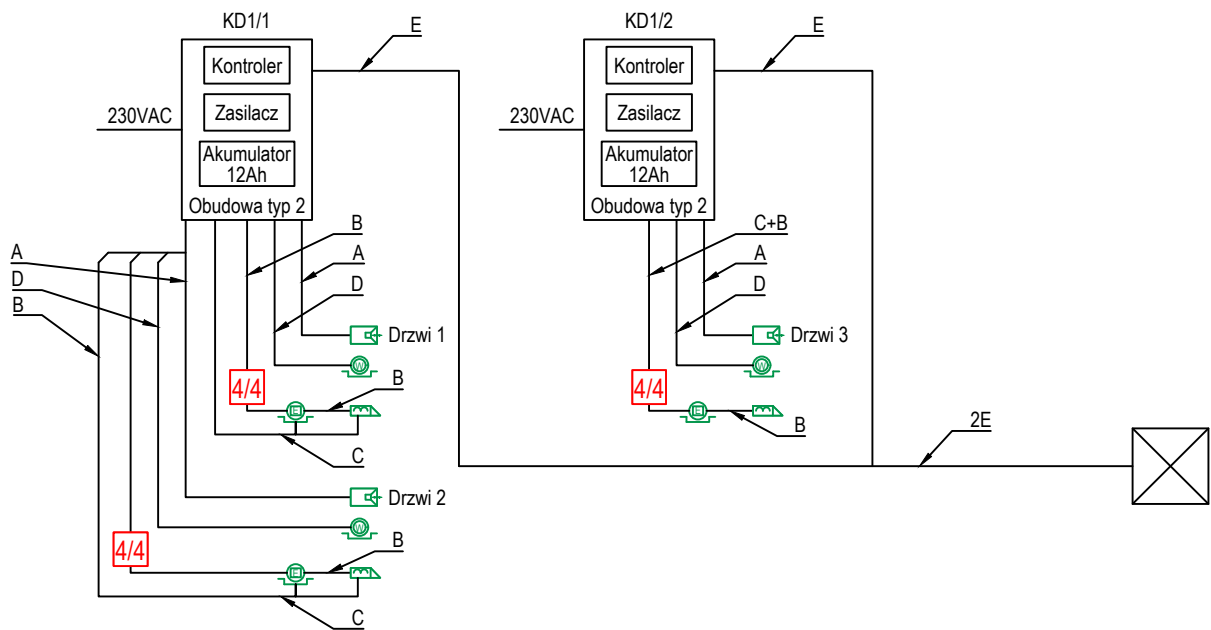 KD1/1
KD1/2
E
E
Kontroler
Zasilacz
Akumulator
12Ah
Obudowa typ 2
230VAC
Kontroler
Zasilacz
Akumulator
12Ah
Obudowa typ 2
230VAC
B
A
D
A
D
B
C+B
A
D
Drzwi 1
W
4/4
B
E
C
Drzwi 3
W
4/4
E
B
2E
Drzwi 2
W
4/4
B
E
C